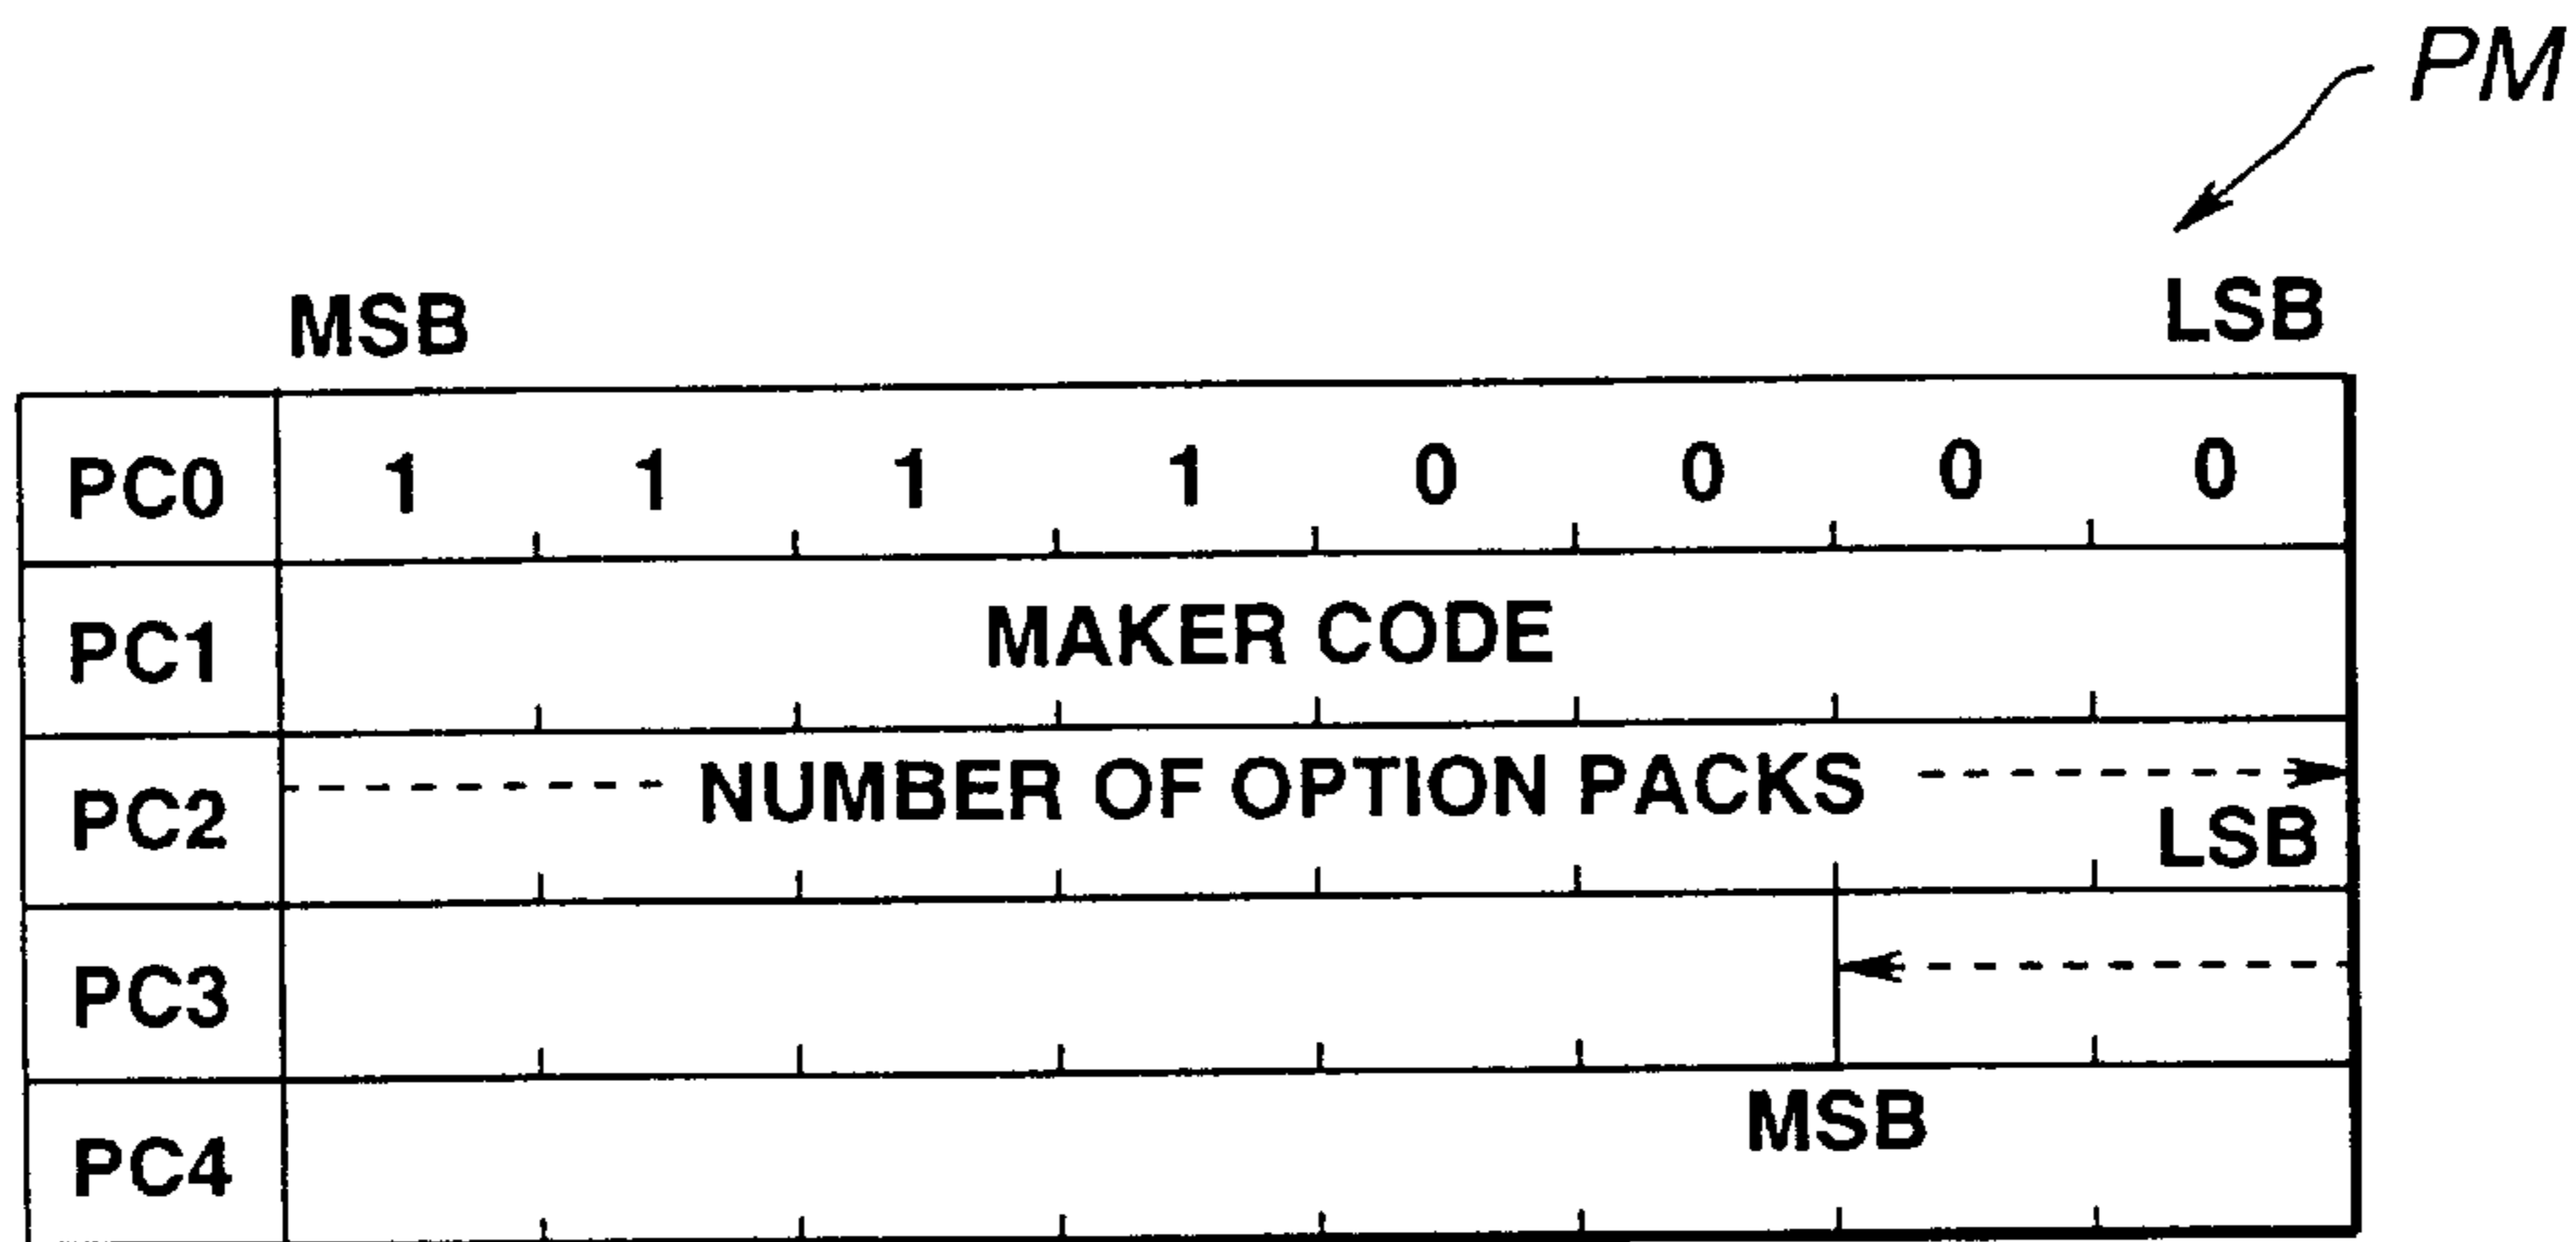 PM
MSB LSB
PC0 1 1 1 1 0 0 0 0
PC1 MAKER CODE
PC2 NUMBER OF OPTION PACKS
LSB
PC3
MSB
PC4